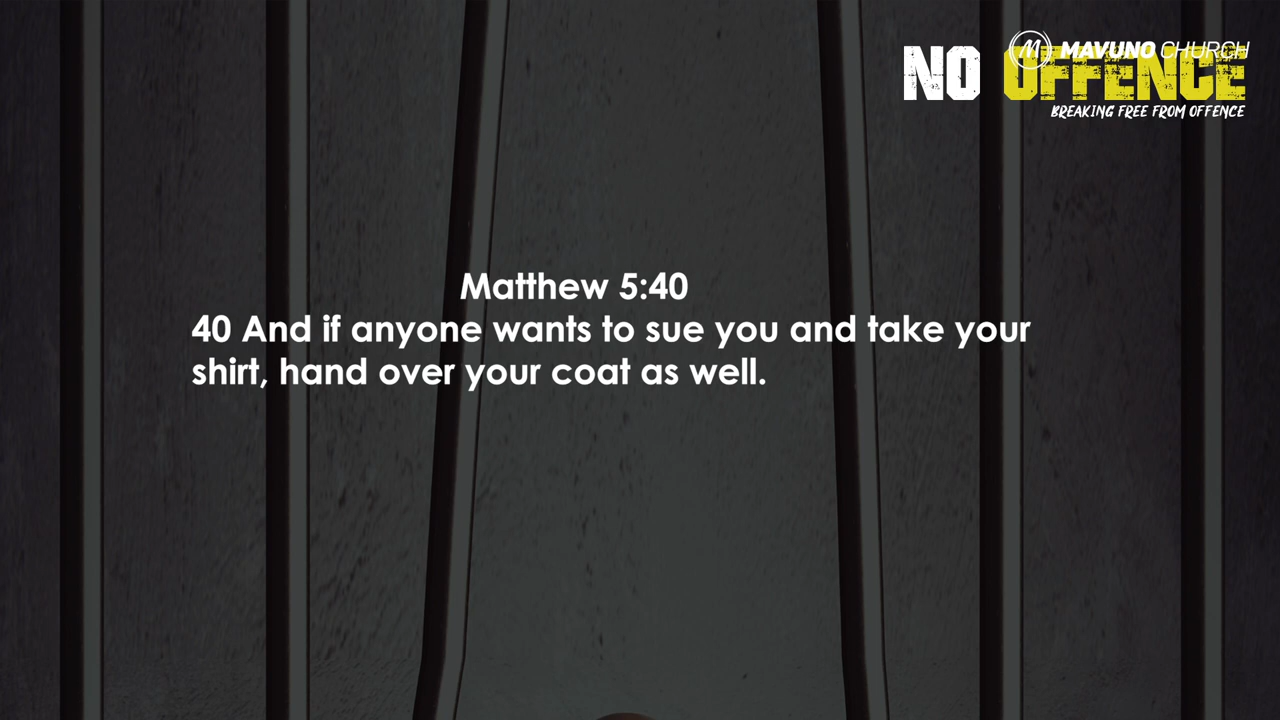 MAVUNO CHURCH
NO OFFENCE
BREAKING FREE FROM OFFENCE
Matthew 5:40
40 And if anyone wants to sue you and take your
shirt, hand over your coat as well.